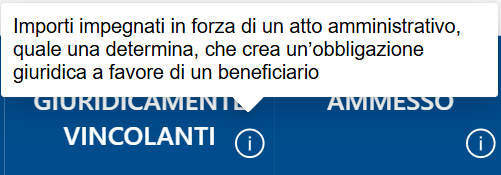 Importi impegnati in forza di un atto amministrativo,
quale una determina, che crea un'obbligazione
giuridica a favore di un beneficiario
GIURIDICAMENTE
AMMESSO
VINCOLANTI